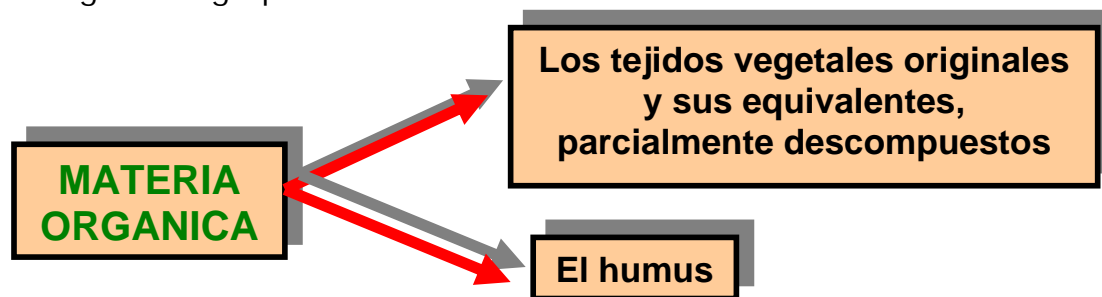 Los tejidos vegetales originales
y sus equivalentes,
parcialmente descompuestos
MATERIA
ORGANICA
El humus